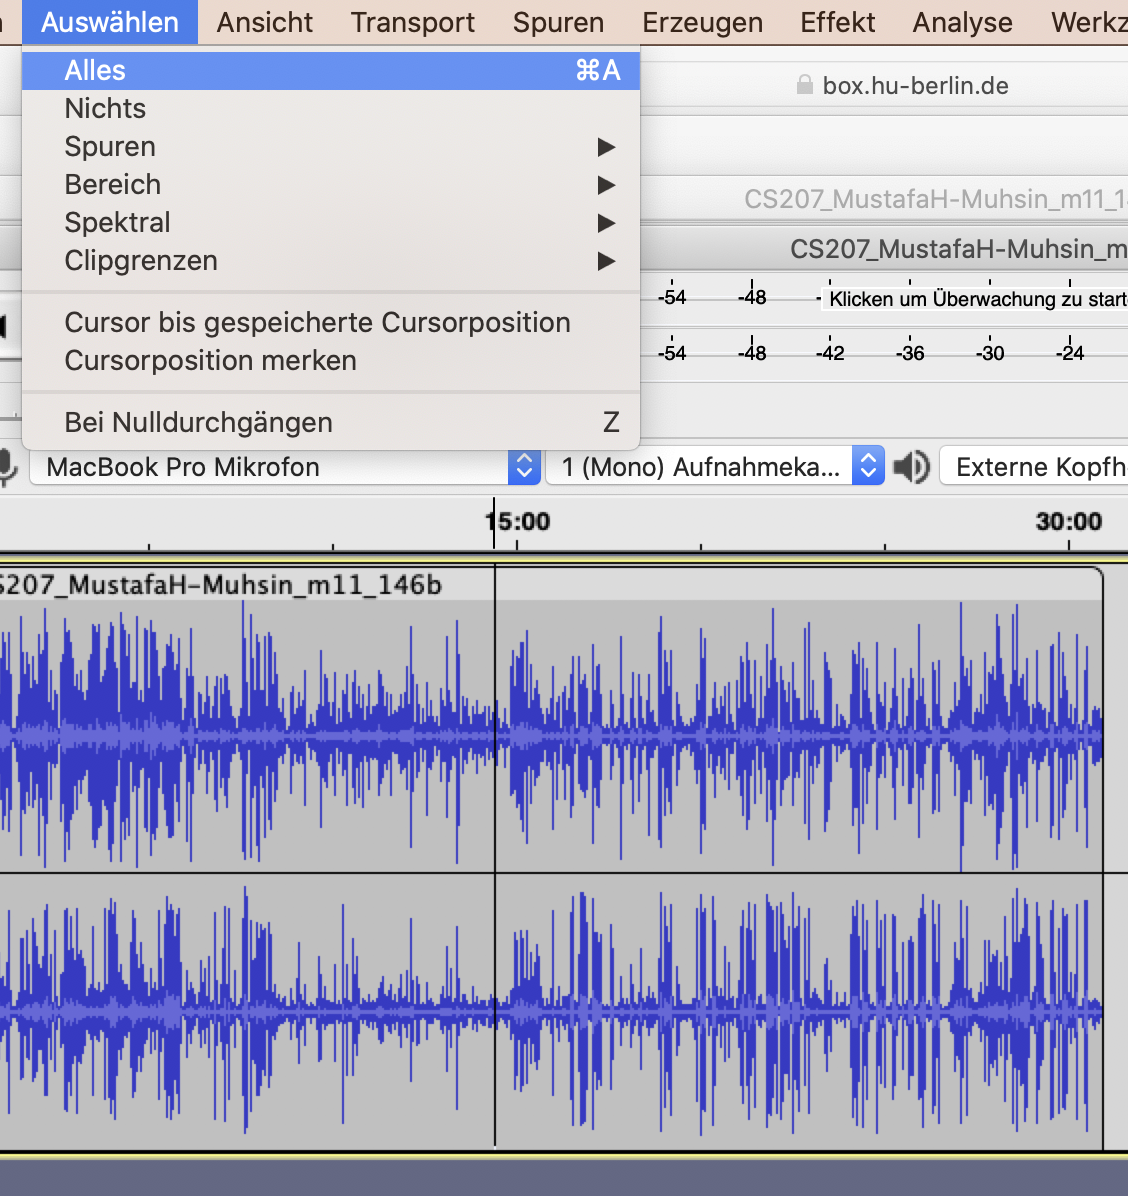 Auswählen Ansicht Transport Spuren Erzeugen Effekt Analyse Werkz
Alles ⌘A
Nichts
Spuren ▶
Bereich ▶
Spektral ▶
Clipgrenzen ▶
Cursor bis gespeicherte Cursorposition
Cursorposition merken
Bei Nulldurchgängen Z
box.hu-berlin.de
CS207_MustafaH-Muhsin_m11_1
CS207_MustafaH-Muhsin_m
-54 -48 - Klicken um Überwachung zu start
-54 -48 -42 -36 -30 -24
MacBook Pro Mikrofon 1 (Mono) Aufnahmeka... Externe Kopfh
15:00 30:00
S207_MustafaH-Muhsin_m11_146b